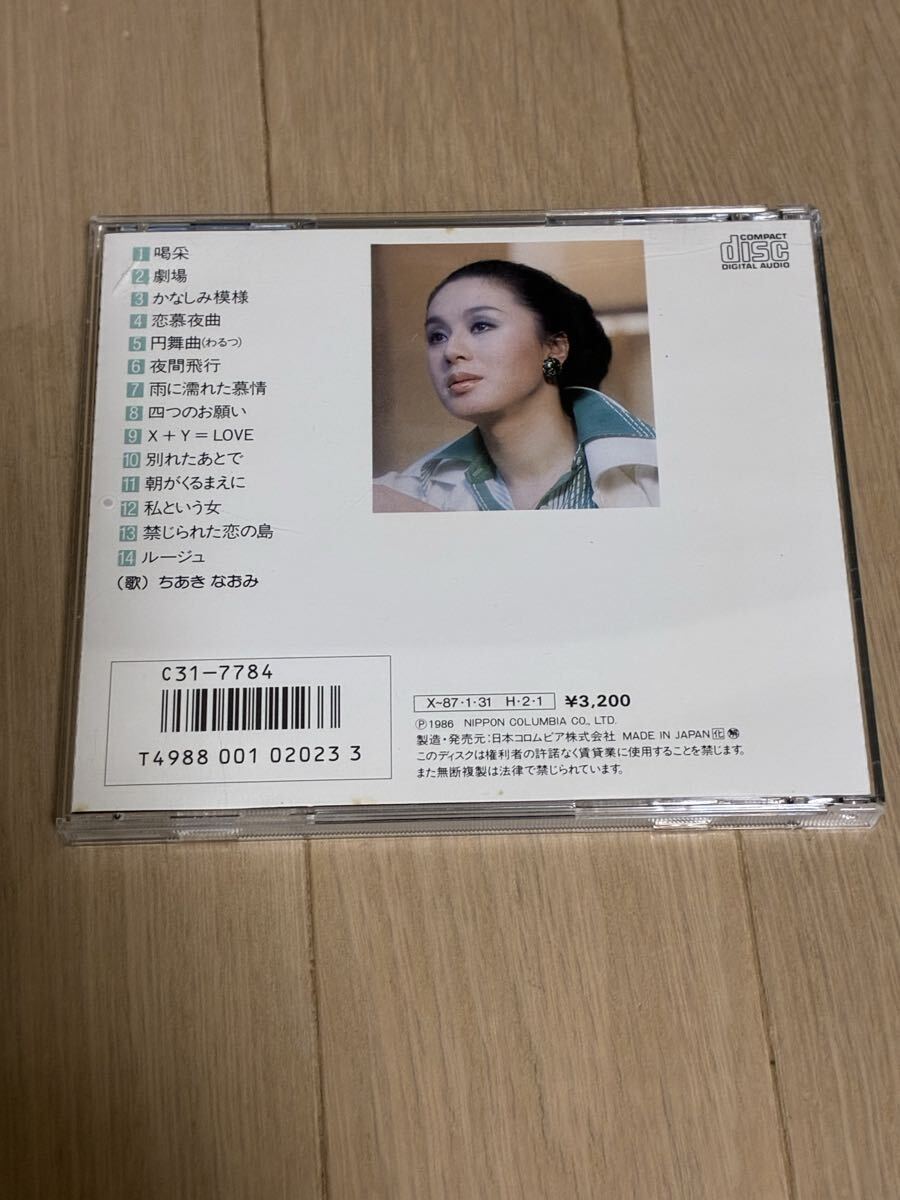 1 喝采
2 劇場
3 かなしみ模様
4 恋慕夜曲
5 円舞曲(わるつ)
6 夜間飛行
7 雨に濡れた慕情
8 四つのお願い
9 X+Y=LOVE
10 別れたあとで
11 朝がくるまえに
12 私という女
13 禁じられた恋の島
14 ルージュ
(歌) ちあき なおみ
COMPACT
disc
DIGITAL AUDIO
C31-7784
T4988 001 02023 3
X~87・1・31 H・2・1 ¥3,200
Ⓟ1986 NIPPON COLUMBIA CO., LTD.
製造・発売元:日本コロムビア株式会社 MADE IN JAPAN 化
このディスクは権利者の許諾なく賃貸業に使用することを禁じます。
また無断複製は法律で禁じられています。